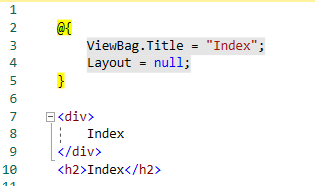 1
2 @{
3 ViewBag.Title = "Index";
4 Layout = null;
5 }
6
7 <div>
8 Index
9 </div>
10 <h2>Index</h2>